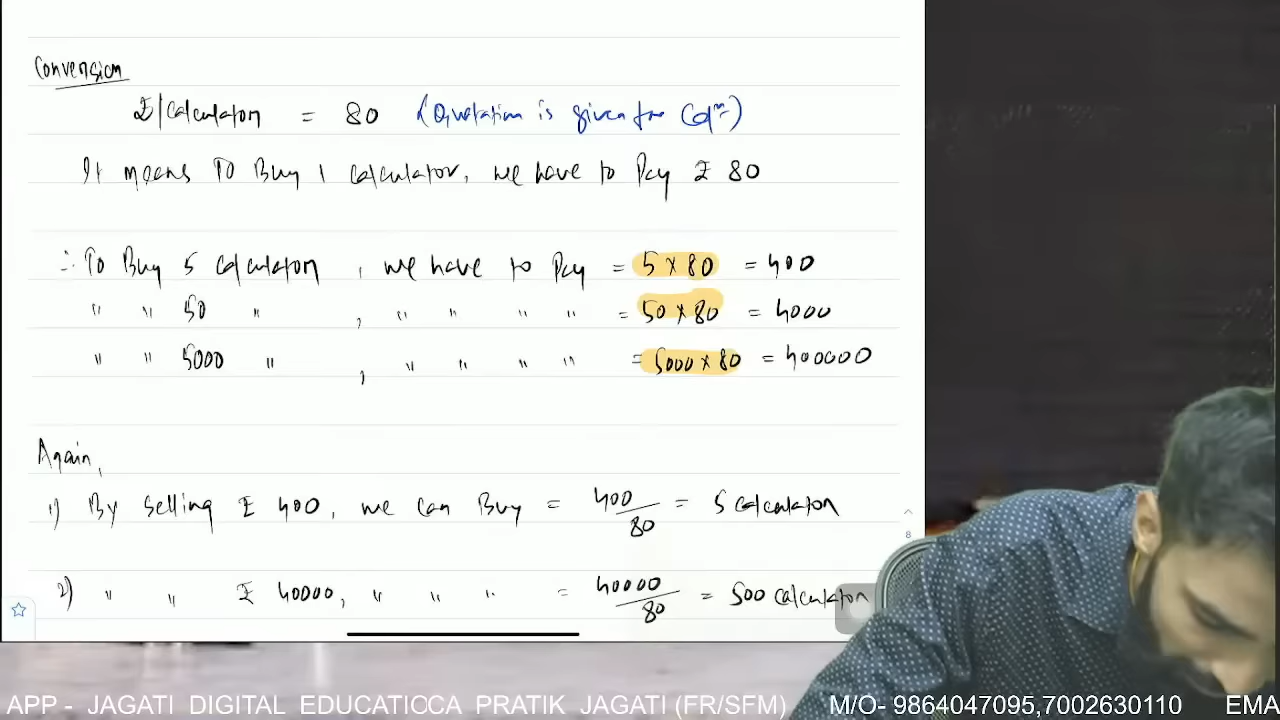 Conversion
₹/Calculator = 80 (Quotation is given for Calr)
It means To Buy 1 calculator, we have to Pay ₹ 80
∴ To Buy 5 calculator, we have to Pay = 5 × 80 = 400
" " 50 " , " " " " = 50 × 80 = 4000
" " 5000 " , " " " " = 5000 × 80 = 400000
Again,
1) By selling ₹ 400, we can Buy = 400/80 = 5 calculator
2) " " ₹ 40000, " " " = 40000/80 = 500 calculator
8
APP - JAGATI DIGITAL EDUCATIOCCA PRATIK JAGATI (FR/SFM) M/O- 9864047095,7002630110 EMA